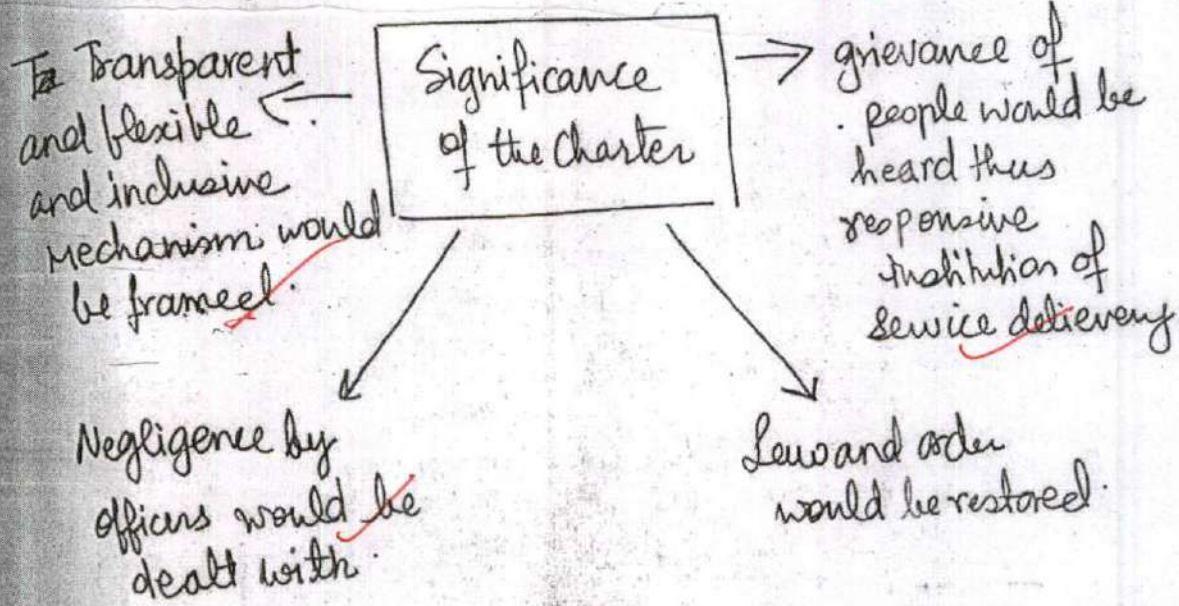 Significance
of the Charter
Transparent
and flexible
and inclusive
mechanism would
be framed.
grievance of
people would be
heard thus
responsive
institution of
service delievery
Negligence by
officers would be
dealt with.
Law and order
would be restored.